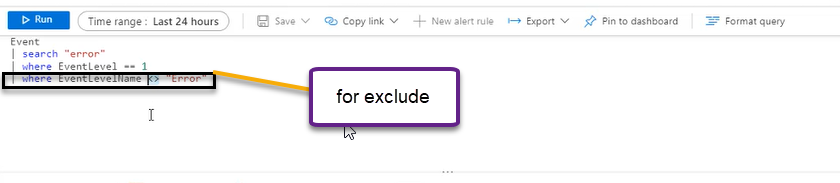 Run Time range : Last 24 hours Save Copy link New alert rule Export Pin to dashboard Format query
Event
| search "error"
| where EventLevel == 1
| where EventLevelName <> "Error"
for exclude
...